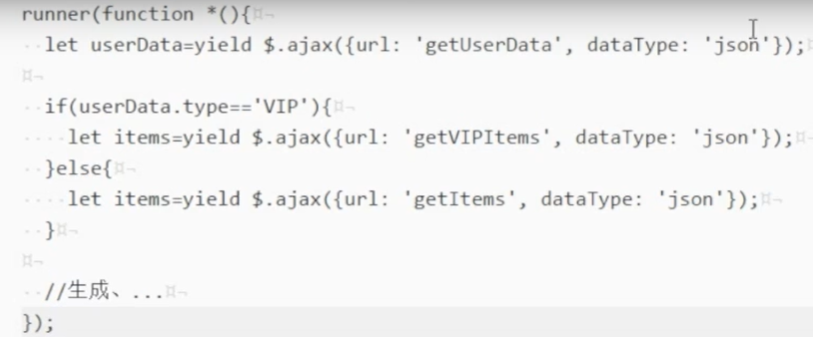 runner(function *(){
  let userData=yield $.ajax({url: 'getUserData', dataType: 'json'});

  if(userData.type=='VIP'){
    let items=yield $.ajax({url: 'getVIPItems', dataType: 'json'});
  }else{
    let items=yield $.ajax({url: 'getItems', dataType: 'json'});
  }

  //生成、...
});